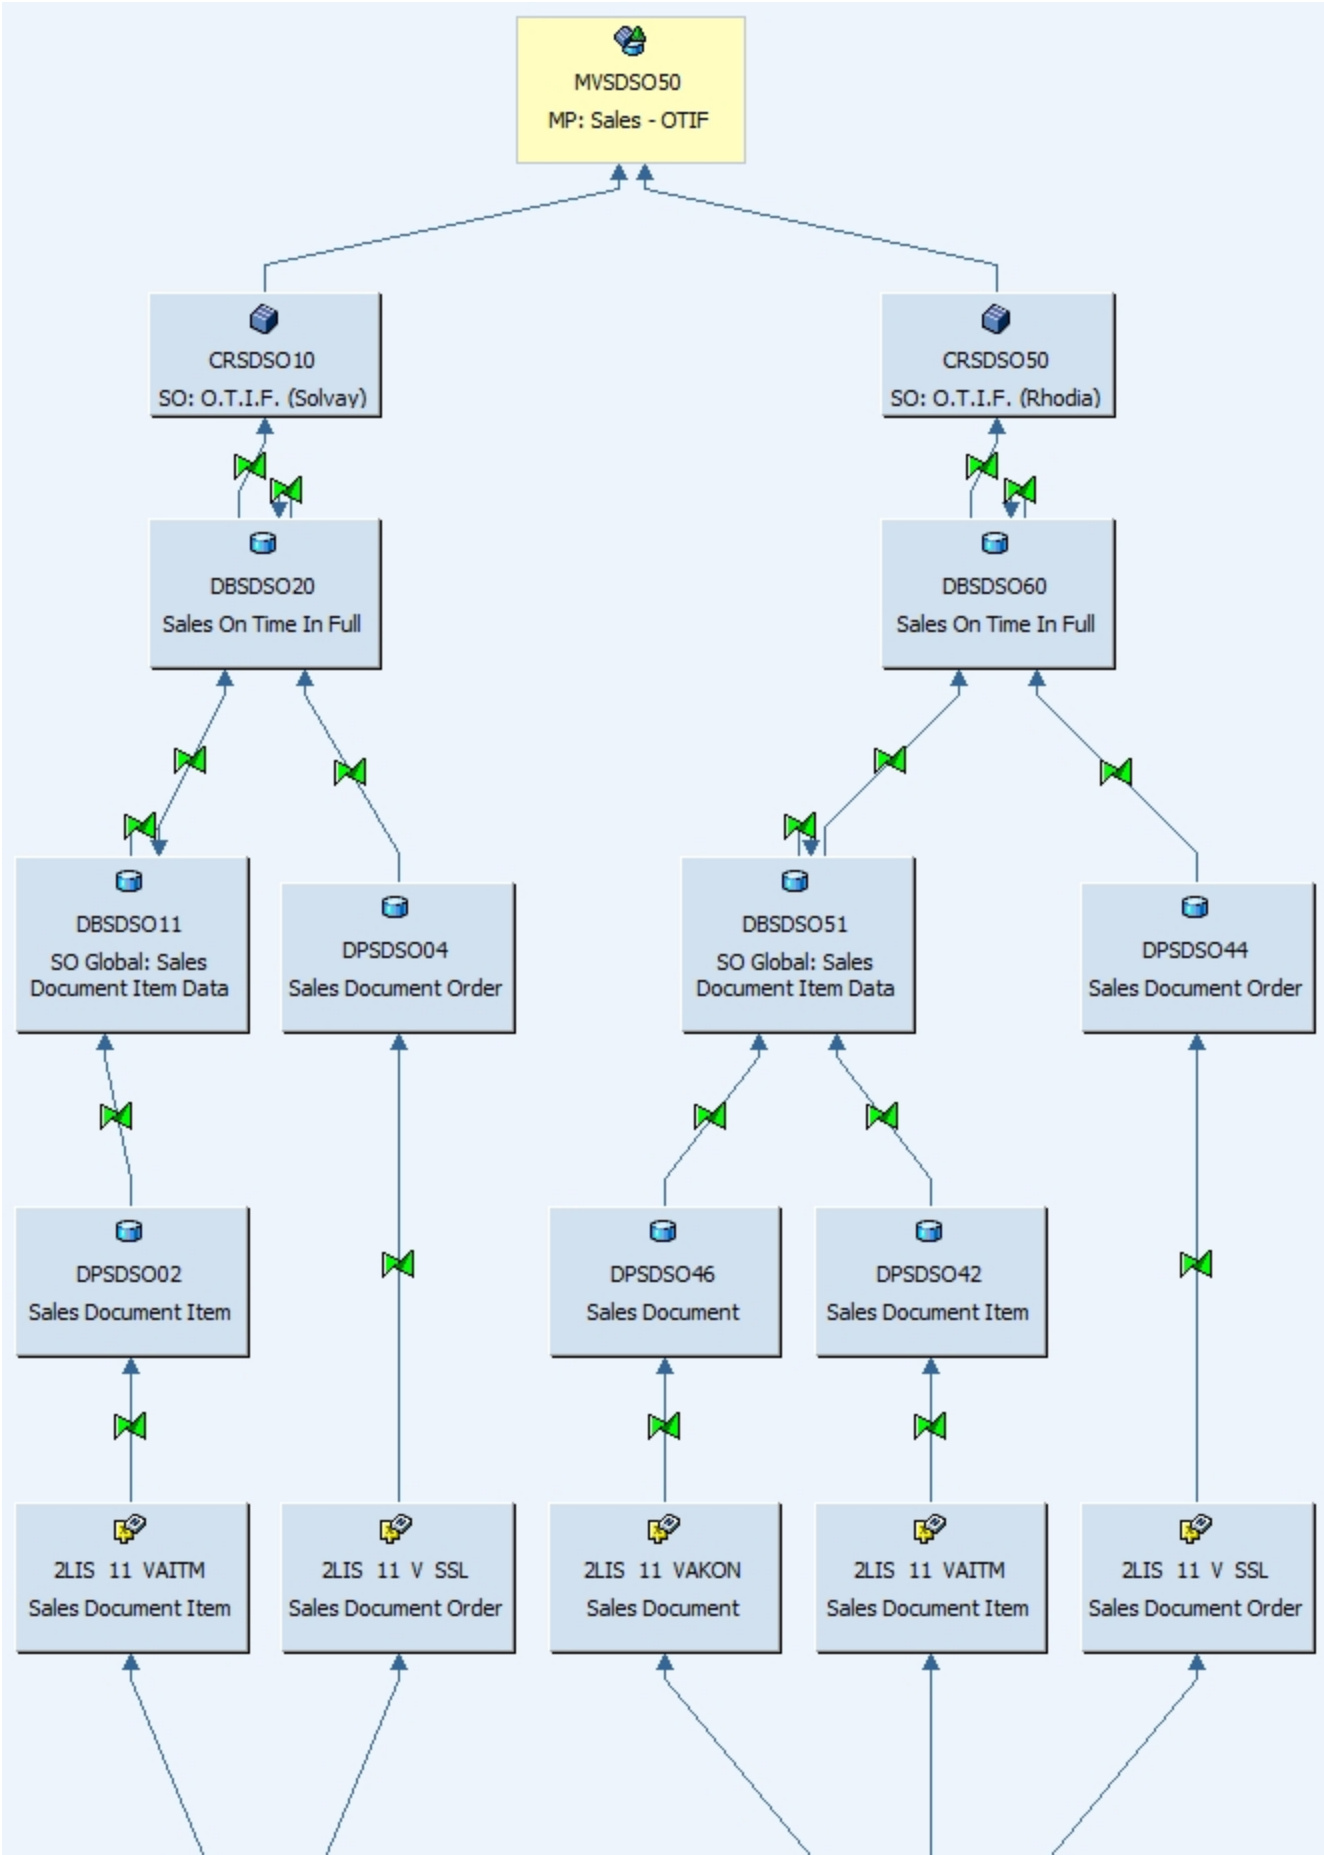 MVSDSO50
MP: Sales - OTIF
CRSDSO10
SO: O.T.I.F. (Solvay)
CRSDSO50
SO: O.T.I.F. (Rhodia)
DBSDSO20
Sales On Time In Full
DBSDSO60
Sales On Time In Full
DBSDSO11
SO Global: Sales
Document Item Data
DPSDSO04
Sales Document Order
DBSDSO51
SO Global: Sales
Document Item Data
DPSDSO44
Sales Document Order
DPSDSO02
Sales Document Item
DPSDSO46
Sales Document
DPSDSO42
Sales Document Item
2LIS 11 VAITM
Sales Document Item
2LIS 11 V SSL
Sales Document Order
2LIS 11 VAKON
Sales Document
2LIS 11 VAITM
Sales Document Item
2LIS 11 V SSL
Sales Document Order